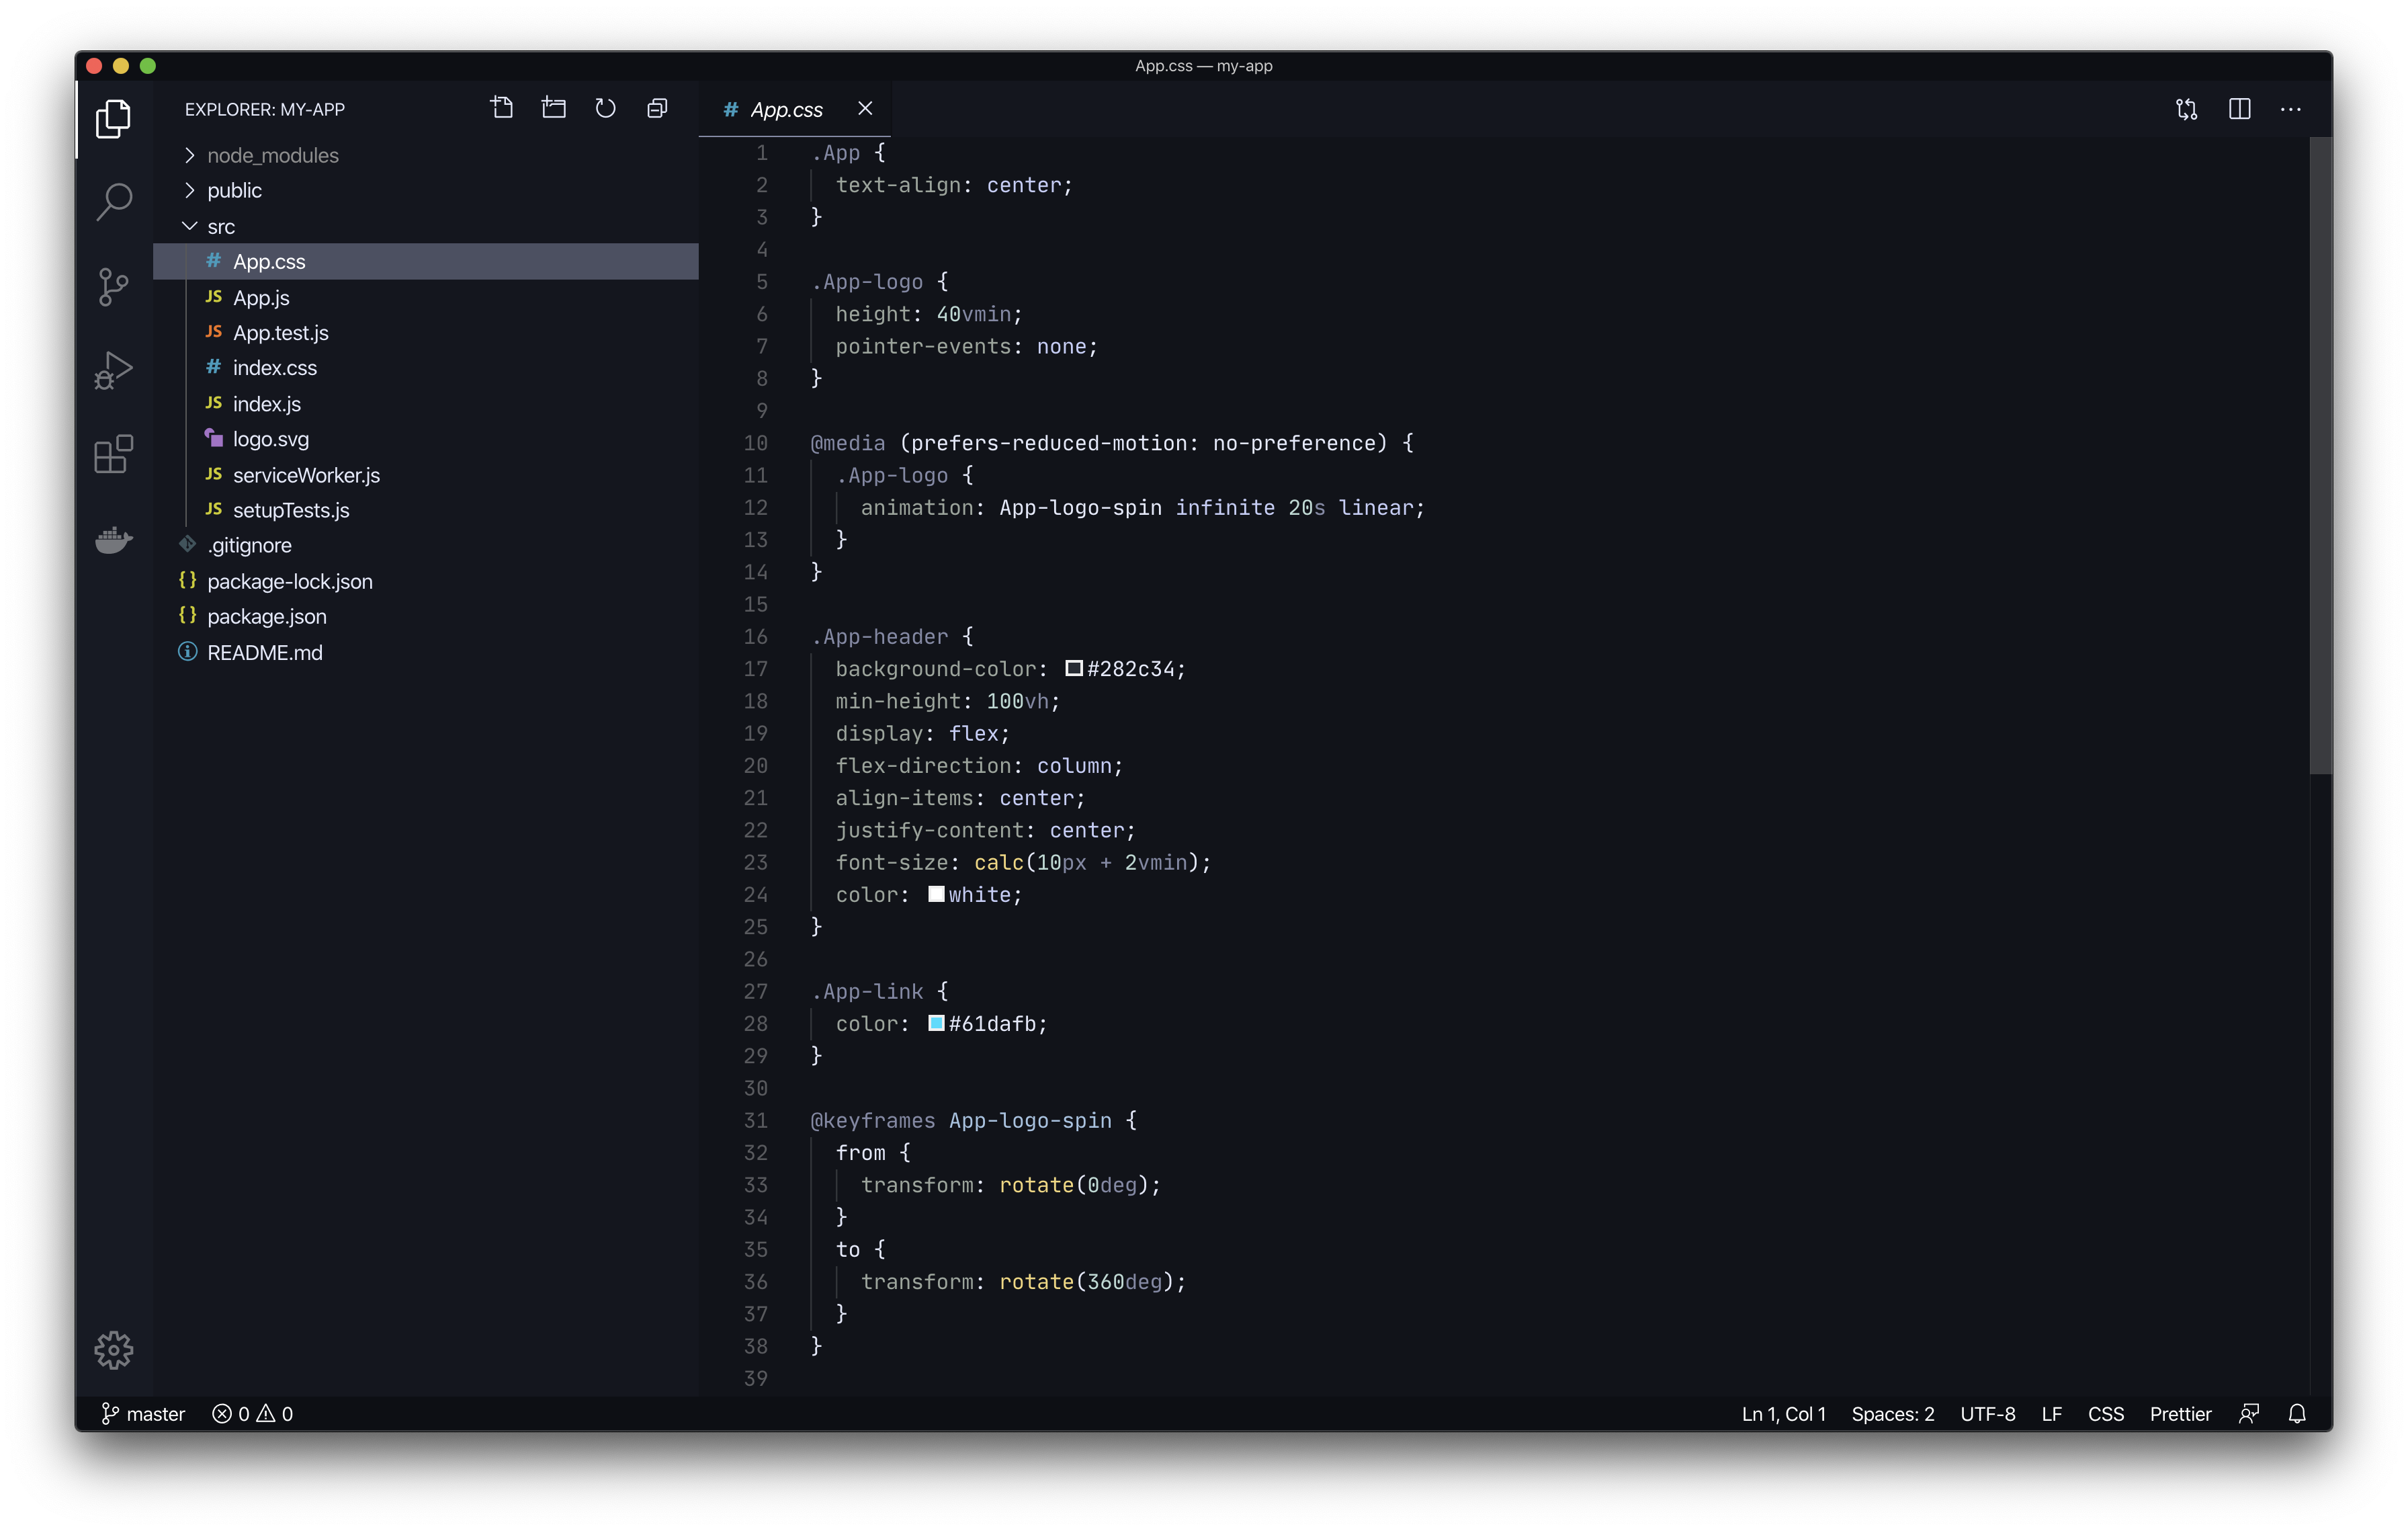 App.css — my-app
EXPLORER: MY-APP
node_modules
public
src
# App.css
JS App.js
JS App.test.js
# index.css
JS index.js
logo.svg
JS serviceWorker.js
JS setupTests.js
.gitignore
{} package-lock.json
{} package.json
README.md
# App.css
1 .App {
2   text-align: center;
3 }
4
5 .App-logo {
6   height: 40vmin;
7   pointer-events: none;
8 }
9
10 @media (prefers-reduced-motion: no-preference) {
11   .App-logo {
12     animation: App-logo-spin infinite 20s linear;
13   }
14 }
15
16 .App-header {
17   background-color: #282c34;
18   min-height: 100vh;
19   display: flex;
20   flex-direction: column;
21   align-items: center;
22   justify-content: center;
23   font-size: calc(10px + 2vmin);
24   color: white;
25 }
26
27 .App-link {
28   color: #61dafb;
29 }
30
31 @keyframes App-logo-spin {
32   from {
33     transform: rotate(0deg);
34   }
35   to {
36     transform: rotate(360deg);
37   }
38 }
39
master 0 0 Ln 1, Col 1 Spaces: 2 UTF-8 LF CSS Prettier